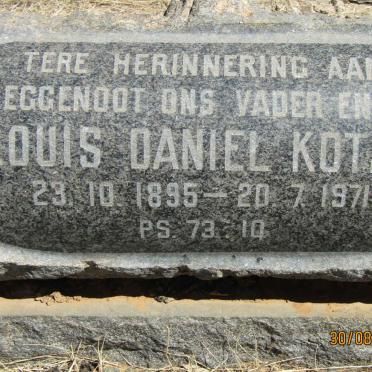 TERE HERINNERING AAN
EGGENOOT ONS VADER EN
LOUIS DANIEL KOTZ
23. 10. 1895 — 20. 7. 1971
PS. 73: 10.
30/08